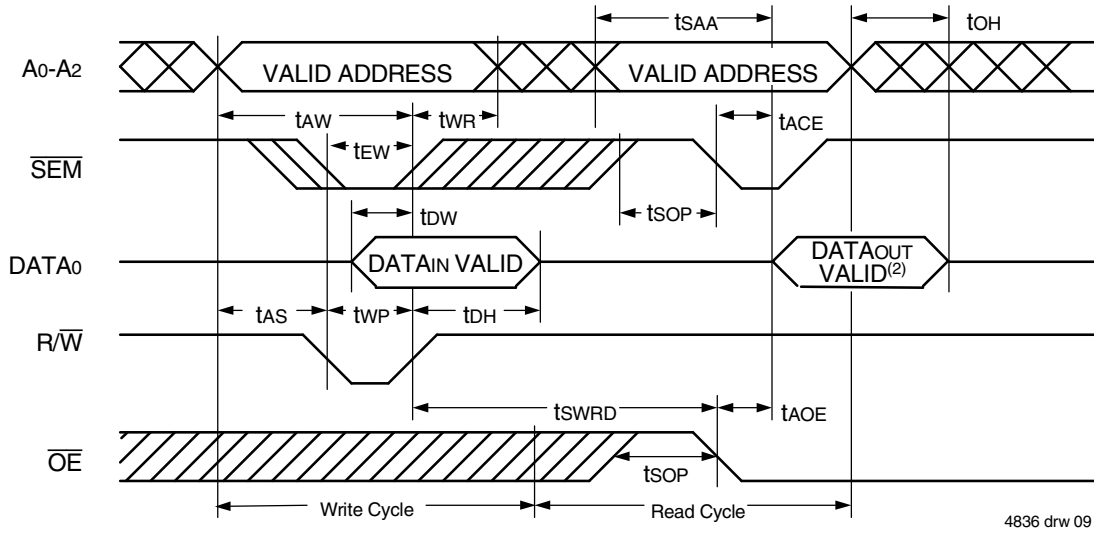 tSAA
tOH
A0-A2
VALID ADDRESS
VALID ADDRESS
tAW
tWR
tACE
tEW
SEM
tSOP
tDW
DATA0
DATAIN VALID
DATAOUT
VALID(2)
tAS
tWP
tDH
R/W
tSWRD
tAOE
OE
tSOP
Write Cycle
Read Cycle
4836 drw 09